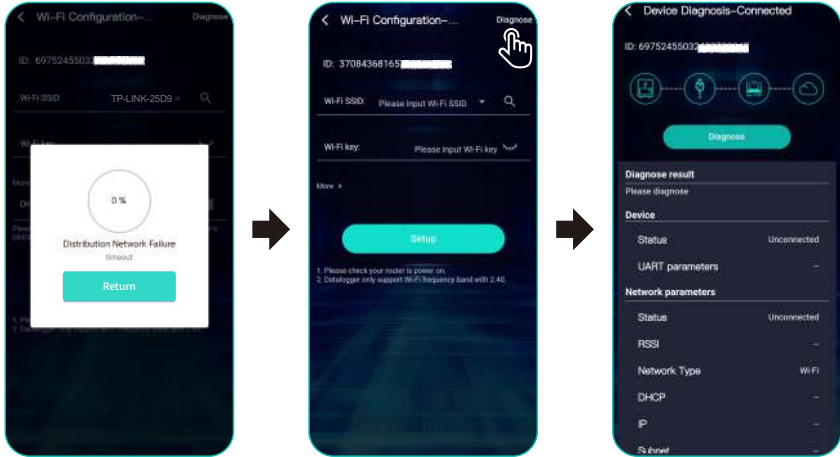 Wi-Fi Configuration-...
Diagnose
ID: 69752455032
Wi-Fi SSID:
TP-LINK-25D9
0 %
Distribution Network Failure
timeout
Return
Wi-Fi Configuration-...
Diagnose
ID: 37084368165
Wi-Fi SSID:
Please input Wi-Fi SSID
Wi-Fi key:
Please input Wi-Fi key
More >
Setup
1. Please check your router is power on.
2. Datalogger only support Wi-Fi frequency band with 2.4G.
Device Diagnosis-Connected
ID: 69752455032
Diagnose
Diagnose result
Please diagnose
Device
Status Unconnected
UART parameters --
Network parameters
Status Unconnected
RSSI --
Network Type Wi-Fi
DHCP --
IP --
Subnet --